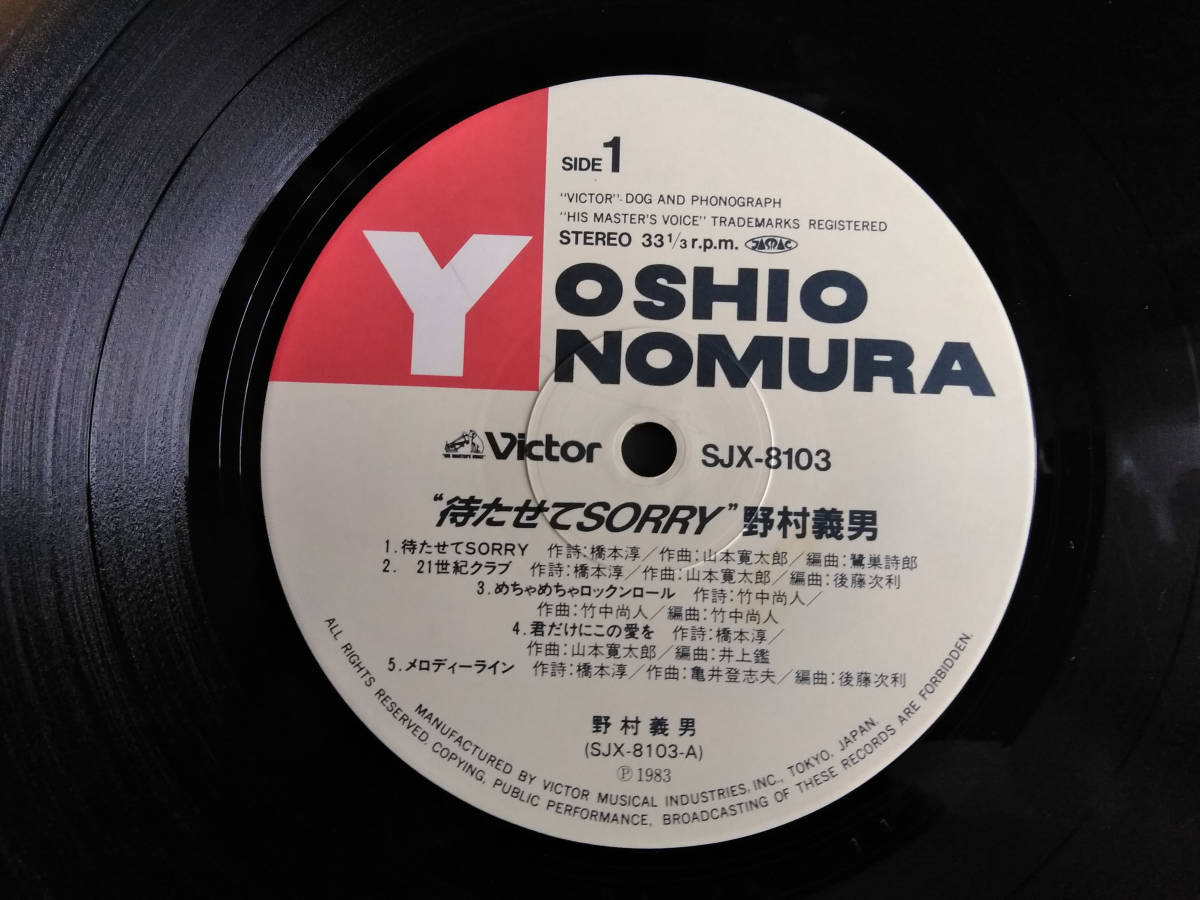 SIDE 1
"VICTOR"-DOG AND PHONOGRAPH
"HIS MASTER'S VOICE" TRADEMARKS REGISTERED
STEREO 33 1/3 r.p.m. JASRAC
YOSHIO
NOMURA
"HIS MASTER'S VOICE" Victor SJX-8103
“待たせてSORRY” 野村義男
1. 待たせてSORRY 作詩:橋本淳/作曲:山本寛太郎/編曲:鷺巣詩郎
2. 21世紀クラブ 作詩:橋本淳/作曲:山本寛太郎/編曲:後藤次利
3. めちゃめちゃロックンロール 作詩:竹中尚人/
作曲:竹中尚人/編曲:竹中尚人
4. 君だけにこの愛を 作詩:橋本淳/
作曲:山本寛太郎/編曲:井上鑑
5. メロディーライン 作詩:橋本淳/作曲:亀井登志夫/編曲:後藤次利
野村義男
(SJX-8103-A)
Ⓟ1983
MANUFACTURED BY VICTOR MUSICAL INDUSTRIES, INC., TOKYO, JAPAN.
ALL RIGHTS RESERVED. COPYING, PUBLIC PERFORMANCE, BROADCASTING OF THESE RECORDS ARE FORBIDDEN.